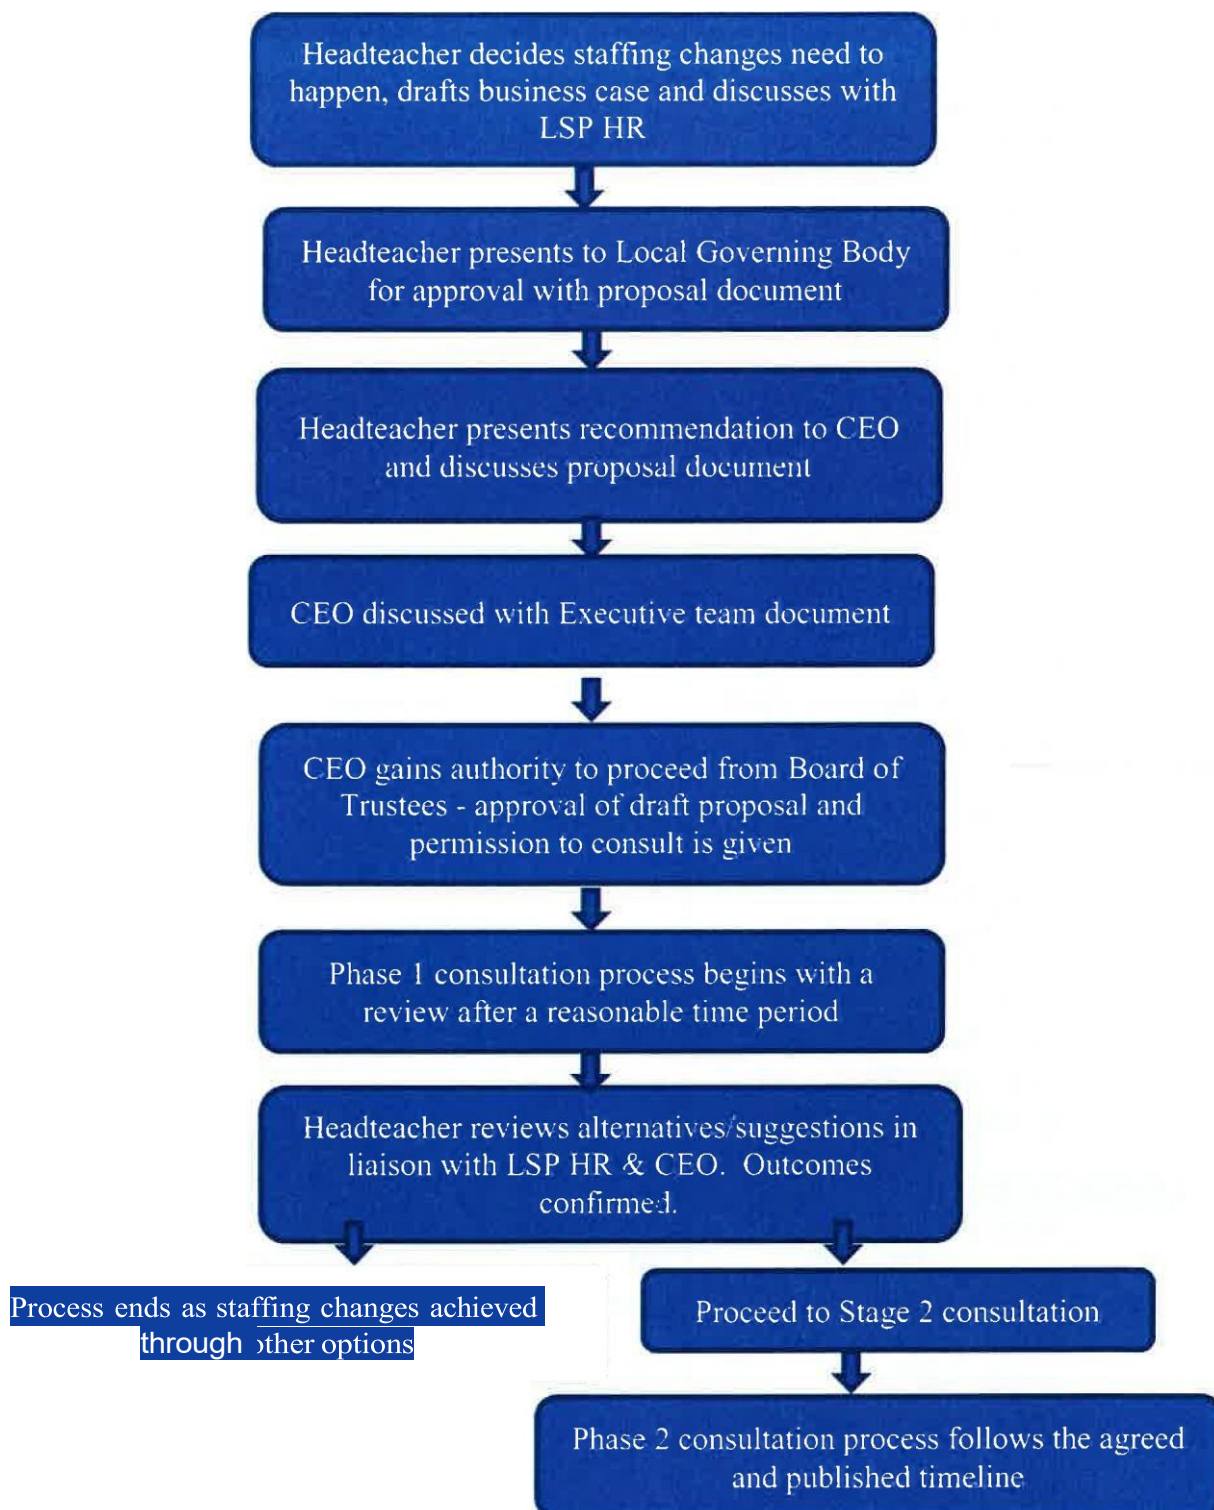 Headteacher decides staffing changes need to
happen, drafts business case and discusses with
LSP HR
Headteacher presents to Local Governing Body
for approval with proposal document
Headteacher presents recommendation to CEO
and discusses proposal document
CEO discussed with Executive team document
CEO gains authority to proceed from Board of
Trustees - approval of draft proposal and
permission to consult is given
Phase 1 consultation process begins with a
review after a reasonable time period
Headteacher reviews alternatives/suggestions in
liaison with LSP HR & CEO. Outcomes
confirmed.
Process ends as staffing changes achieved
through other options
Proceed to Stage 2 consultation
Phase 2 consultation process follows the agreed
and published timeline